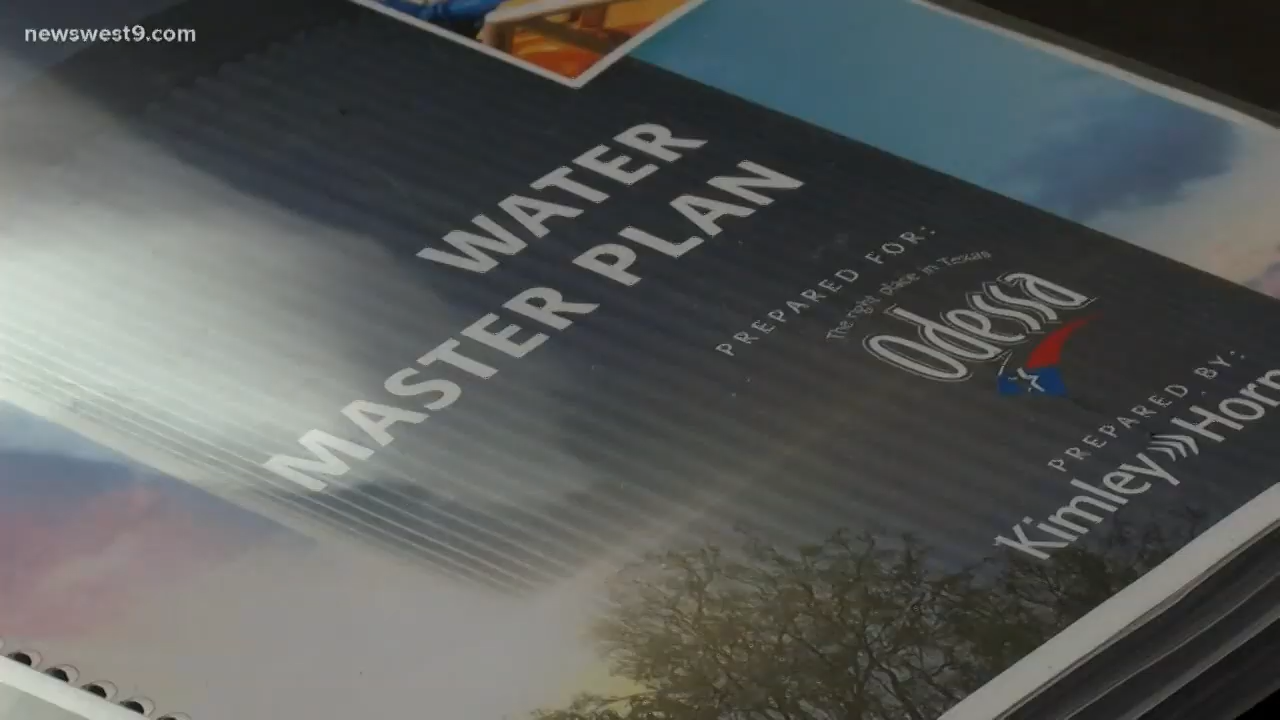 newswest9.com
WATER
MASTER PLAN
PREPARED FOR:
The right place in Texas
Odessa
PREPARED BY:
Kimley»)Horn